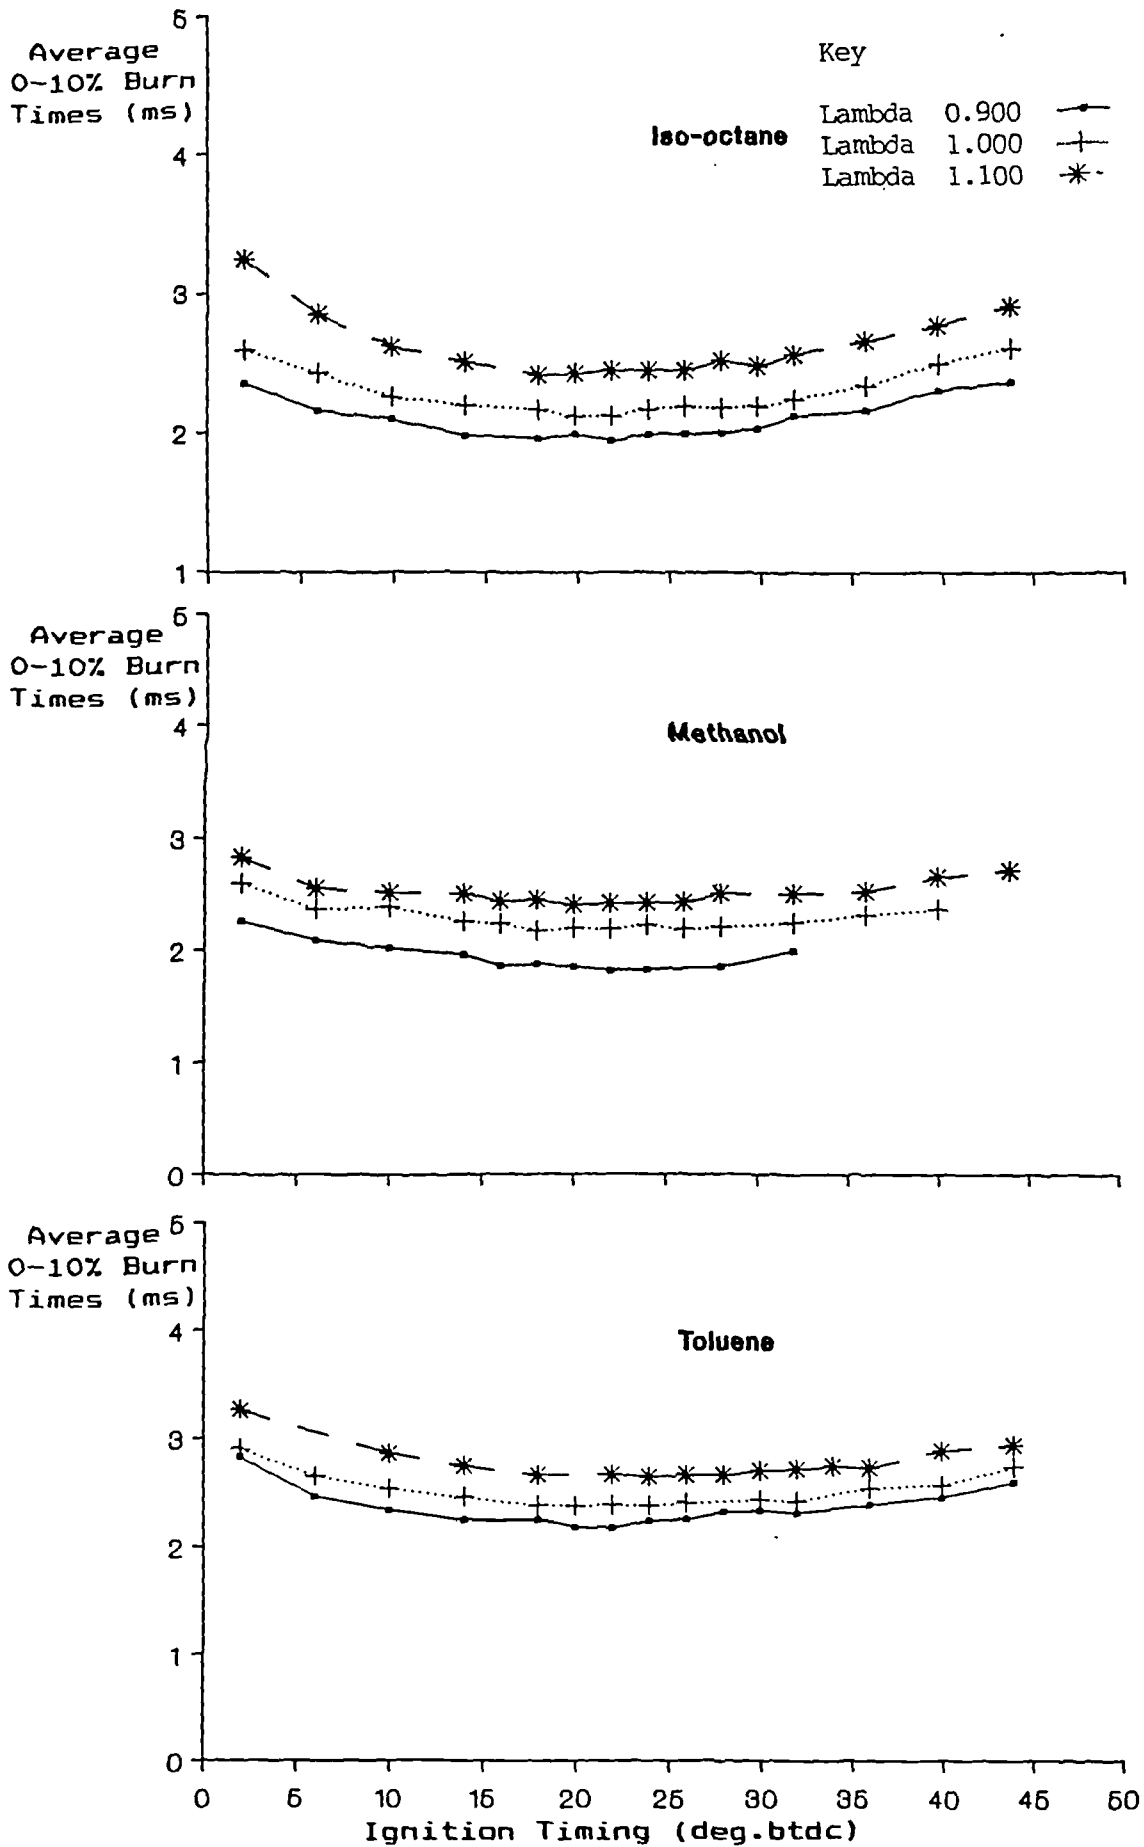 5
Average
0-10% Burn
Times (ms)
4
3
2
1
Key
Iso-octane
Lambda 0.900
Lambda 1.000
Lambda 1.100
5
Average
0-10% Burn
Times (ms)
4
3
2
1
0
Methanol
5
Average
0-10% Burn
Times (ms)
4
3
2
1
0
Toluene
0 5 10 15 20 25 30 35 40 45 50
Ignition Timing (deg.btdc)